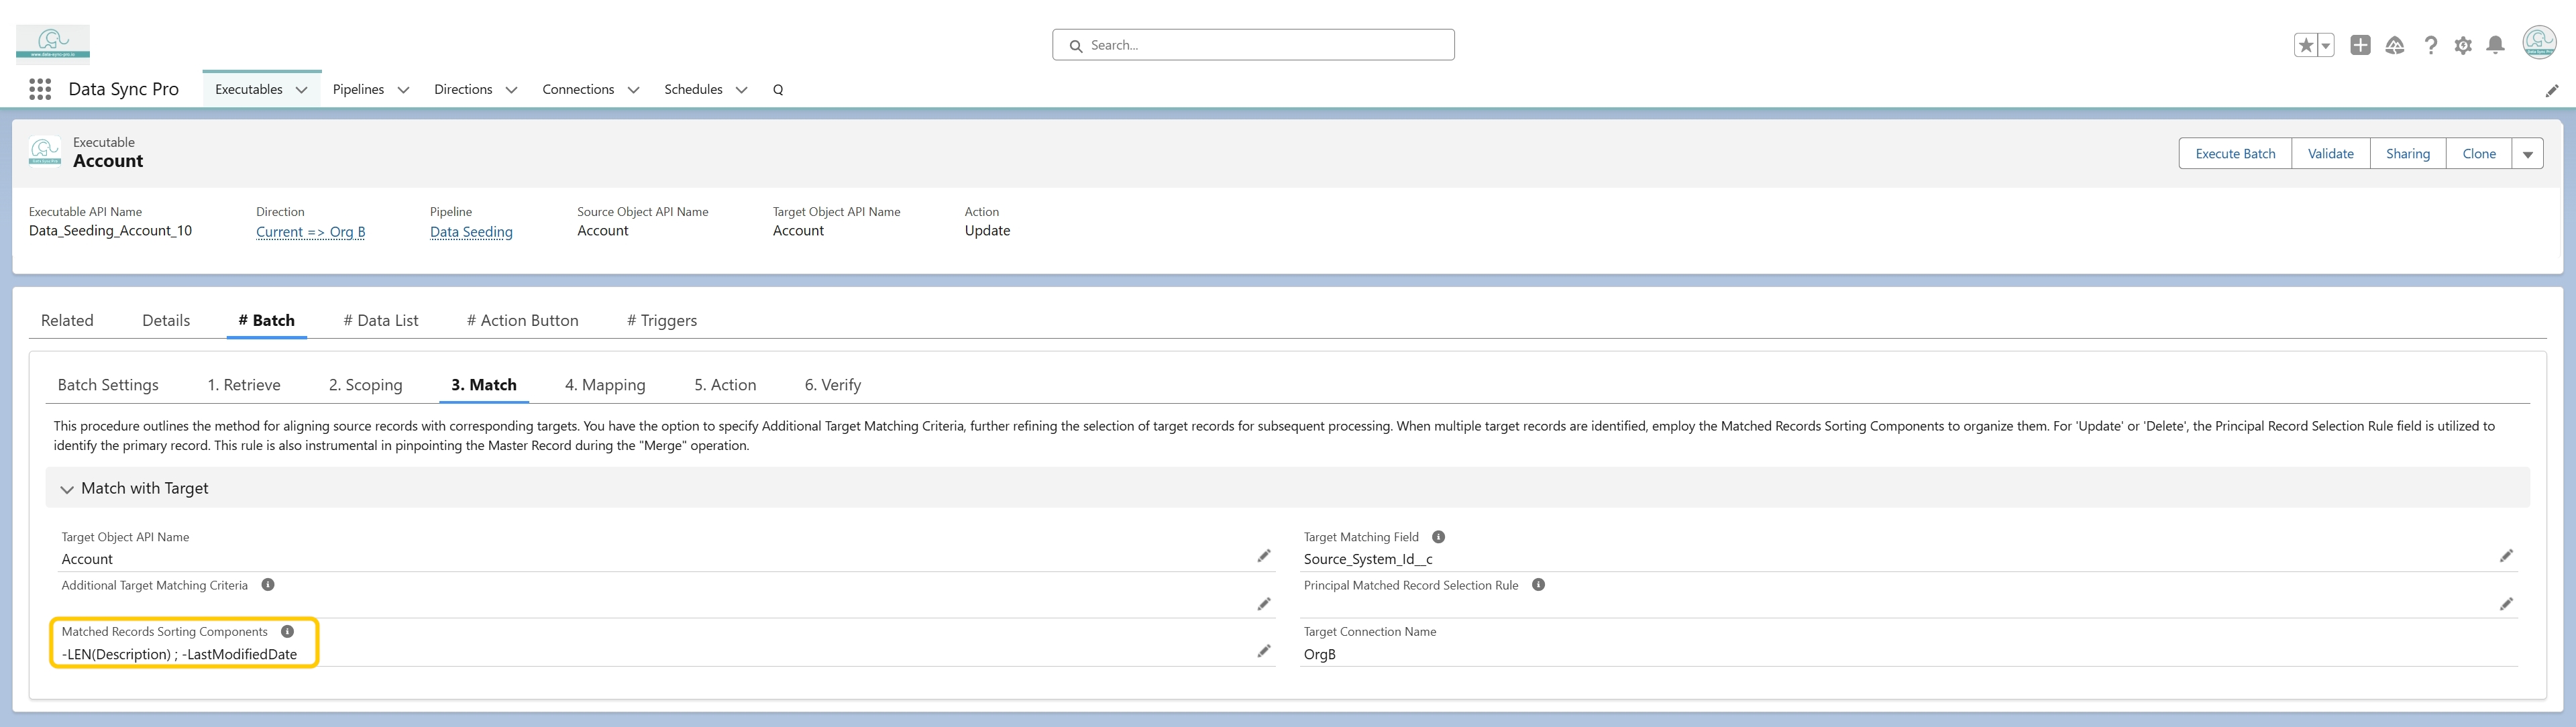 www.data-sync-pro.io
Search...
Data Sync Pro
Executables
Pipelines
Directions
Connections
Schedules
Q
Executable
Account
Execute Batch
Validate
Sharing
Clone
Executable API Name
Data_Seeding_Account_10
Direction
Current => Org B
Pipeline
Data Seeding
Source Object API Name
Account
Target Object API Name
Account
Action
Update
Related
Details
# Batch
# Data List
# Action Button
# Triggers
Batch Settings
1. Retrieve
2. Scoping
3. Match
4. Mapping
5. Action
6. Verify
This procedure outlines the method for aligning source records with corresponding targets. You have the option to specify Additional Target Matching Criteria, further refining the selection of target records for subsequent processing. When multiple target records are identified, employ the Matched Records Sorting Components to organize them. For 'Update' or 'Delete', the Principal Record Selection Rule field is utilized to
identify the primary record. This rule is also instrumental in pinpointing the Master Record during the "Merge" operation.
Match with Target
Target Object API Name
Account
Target Matching Field
Source_System_Id__c
Additional Target Matching Criteria
Principal Matched Record Selection Rule
Matched Records Sorting Components
-LEN(Description) ; -LastModifiedDate
Target Connection Name
OrgB